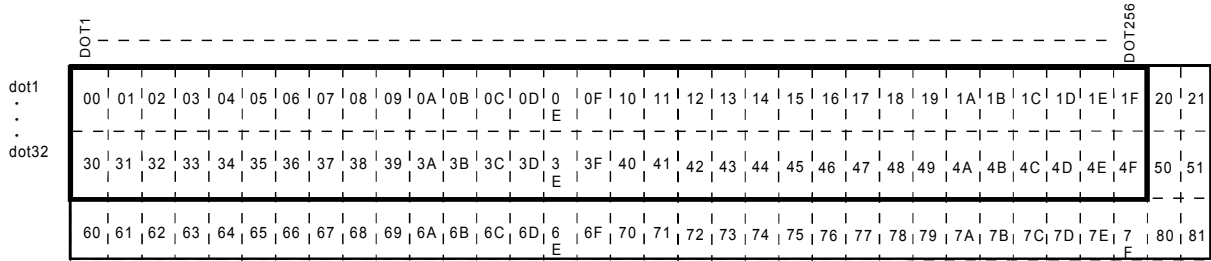 DOT1
DOT256
dot1
.
.
dot32
00 01 02 03 04 05 06 07 08 09 0A 0B 0C 0D 0E 0F 10 11 12 13 14 15 16 17 18 19 1A 1B 1C 1D 1E 1F 20 21
30 31 32 33 34 35 36 37 38 39 3A 3B 3C 3D 3E 3F 40 41 42 43 44 45 46 47 48 49 4A 4B 4C 4D 4E 4F 50 51
60 61 62 63 64 65 66 67 68 69 6A 6B 6C 6D 6E 6F 70 71 72 73 74 75 76 77 78 79 7A 7B 7C 7D 7E 7F 80 81